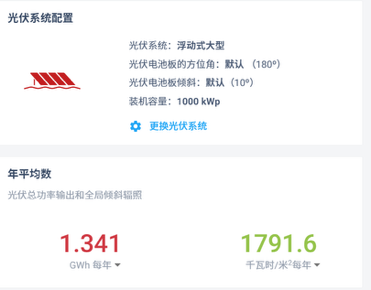 光伏系统配置
光伏系统：浮动式大型
光伏电池板的方位角：默认 （180º）
光伏电池板倾斜：默认（10º）
装机容量：1000 kWp
更换光伏系统
年平均数
光伏总功率输出和全局倾斜辐照
1.341 1791.6
GWh 每年 千瓦时/米²每年